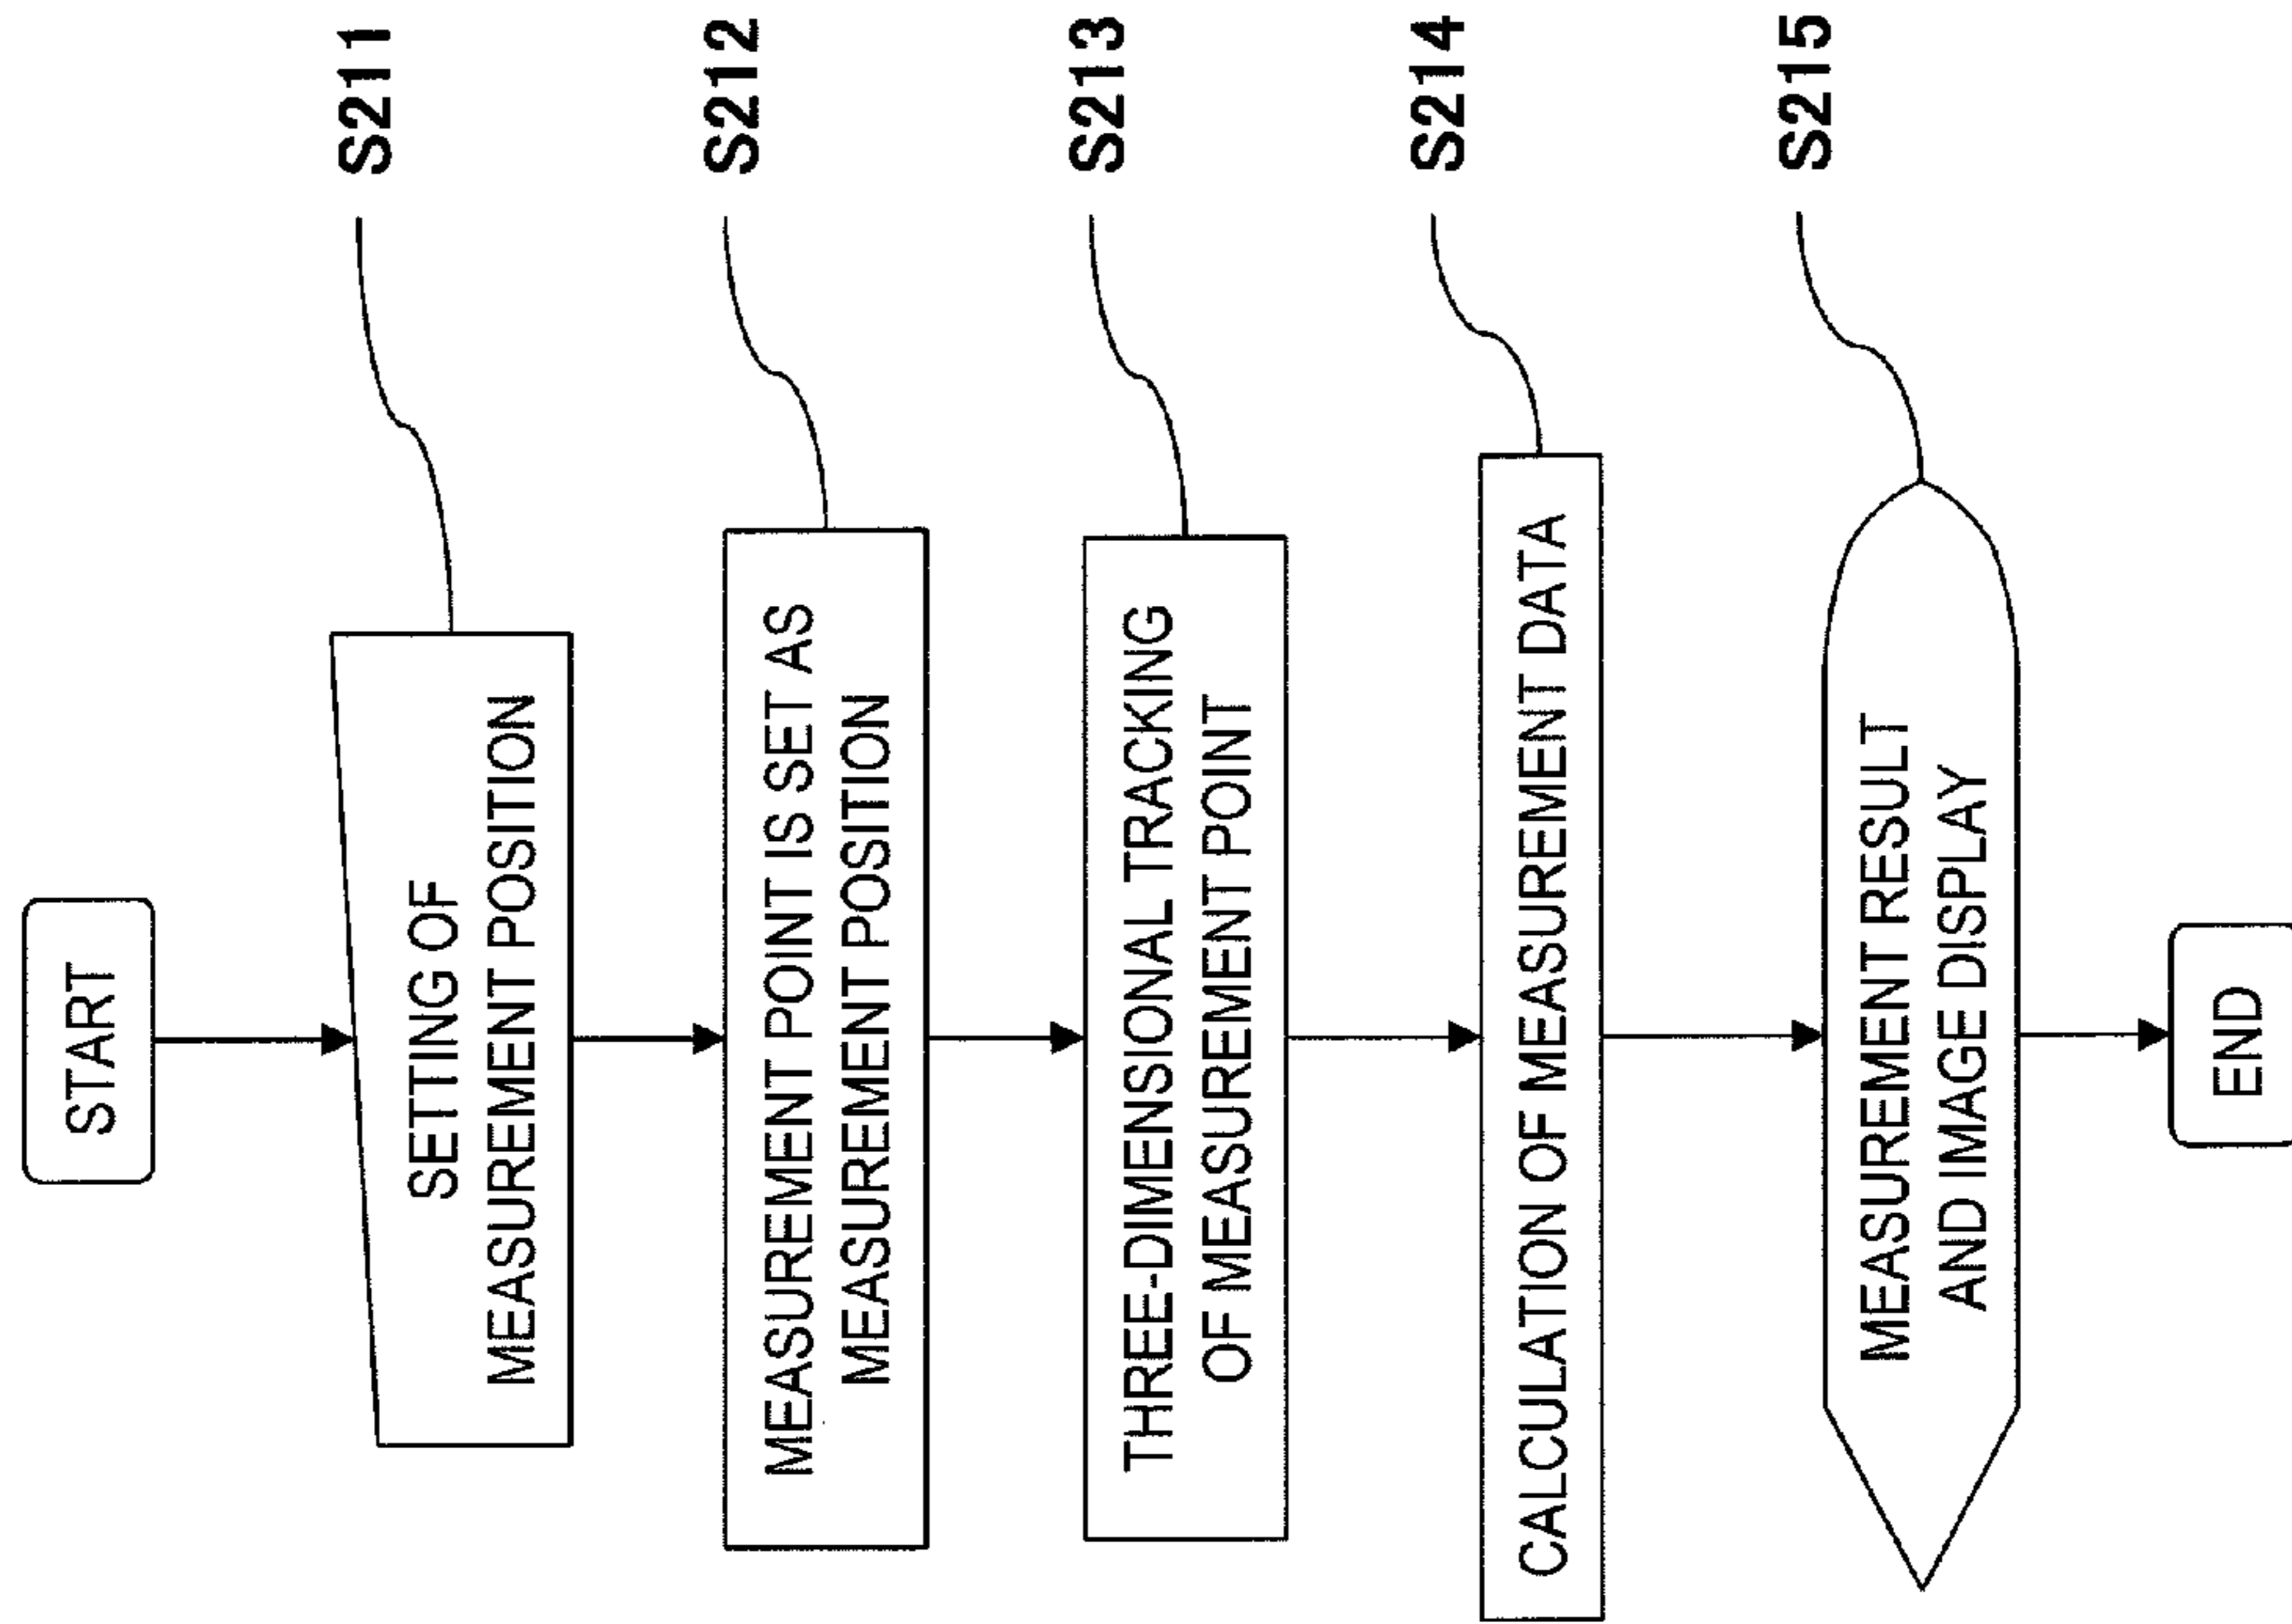 START
SETTING OF
MEASUREMENT POSITION
S211
MEASUREMENT POINT IS SET AS
MEASUREMENT POSITION
S212
THREE-DIMENSIONAL TRACKING
OF MEASUREMENT POINT
S213
CALCULATION OF MEASUREMENT DATA
S214
MEASUREMENT RESULT
AND IMAGE DISPLAY
S215
END